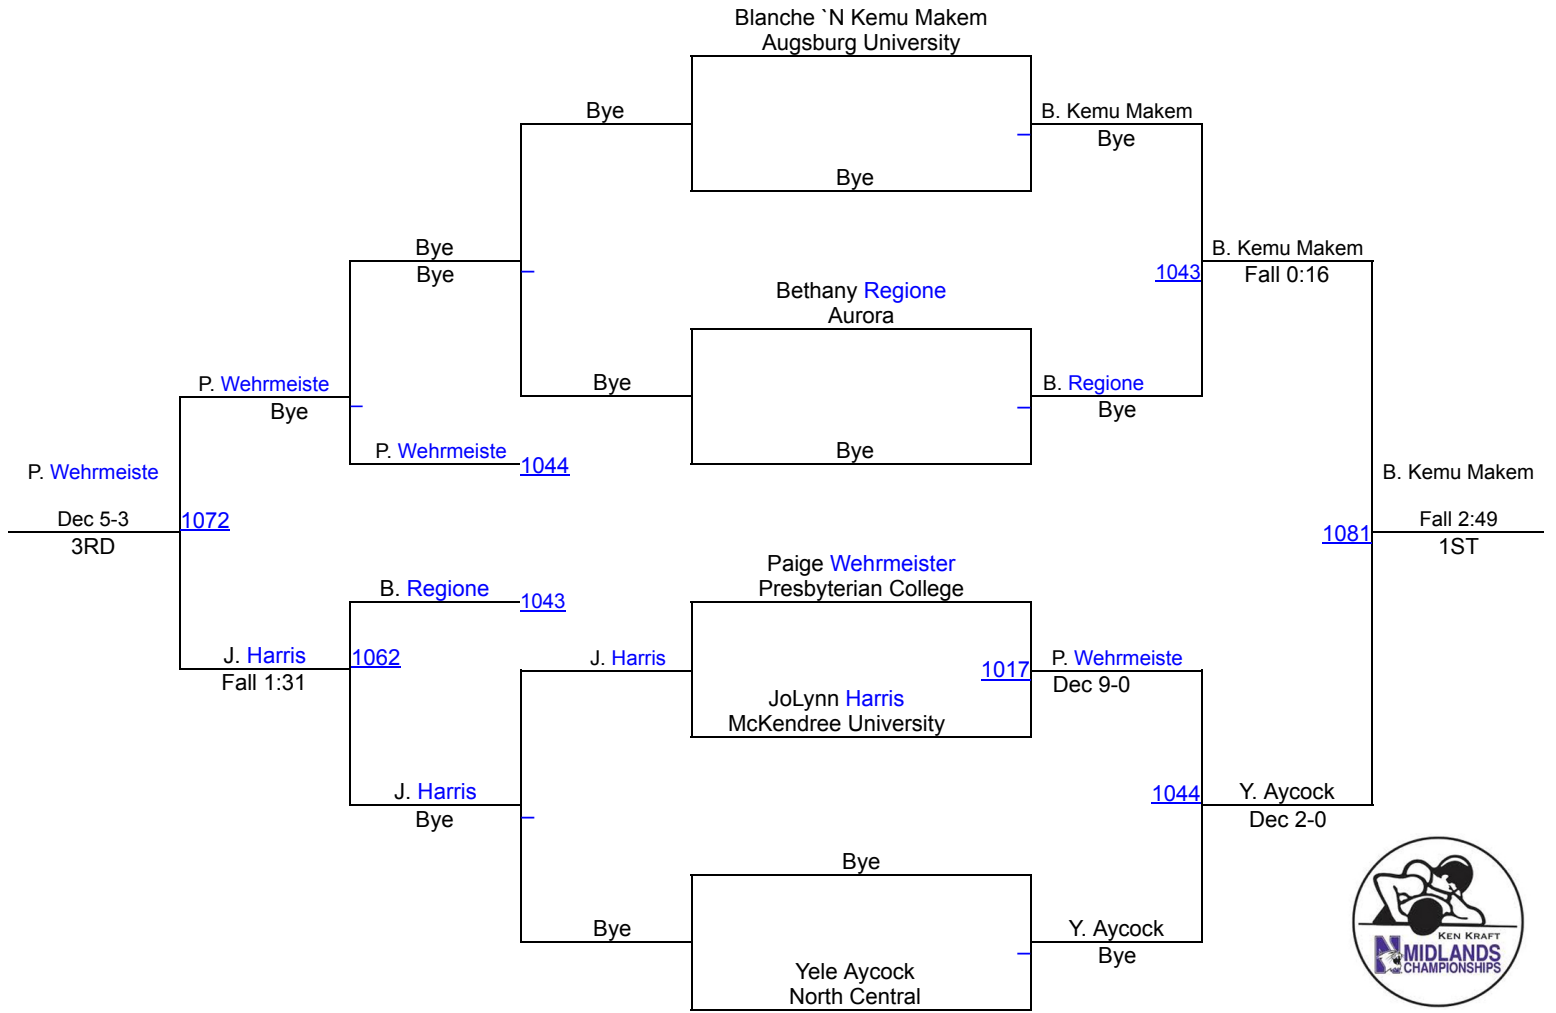 Blanche `N Kemu Makem
Augsburg University
Bye
B. Kemu Makem
Bye
Bye
Bye
Bye
B. Kemu Makem
1043
Fall 0:16
Bethany Regione
Aurora
P. Wehrmeiste
Bye
Bye
B. Regione
Bye
P. Wehrmeiste
1044
Bye
P. Wehrmeiste
B. Kemu Makem
Dec 5-3
1072
3RD
1081
Fall 2:49
1ST
Paige Wehrmeister
Presbyterian College
B. Regione
1043
J. Harris
1062
Fall 1:31
J. Harris
1017
P. Wehrmeiste
Dec 9-0
JoLynn Harris
McKendree University
J. Harris
Bye
1044
Y. Aycock
Dec 2-0
Bye
Bye
Y. Aycock
Bye
Yele Aycock
North Central
KEN KRAFT
N MIDLANDS
CHAMPIONSHIPS